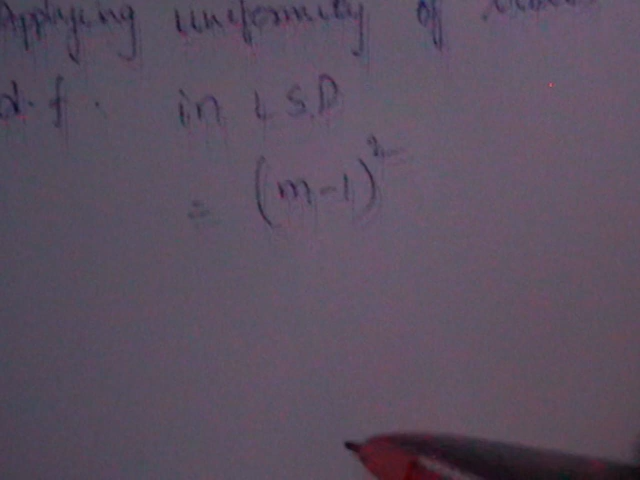 Applying uniformity of
d.f. in LSD
= (m-1)²